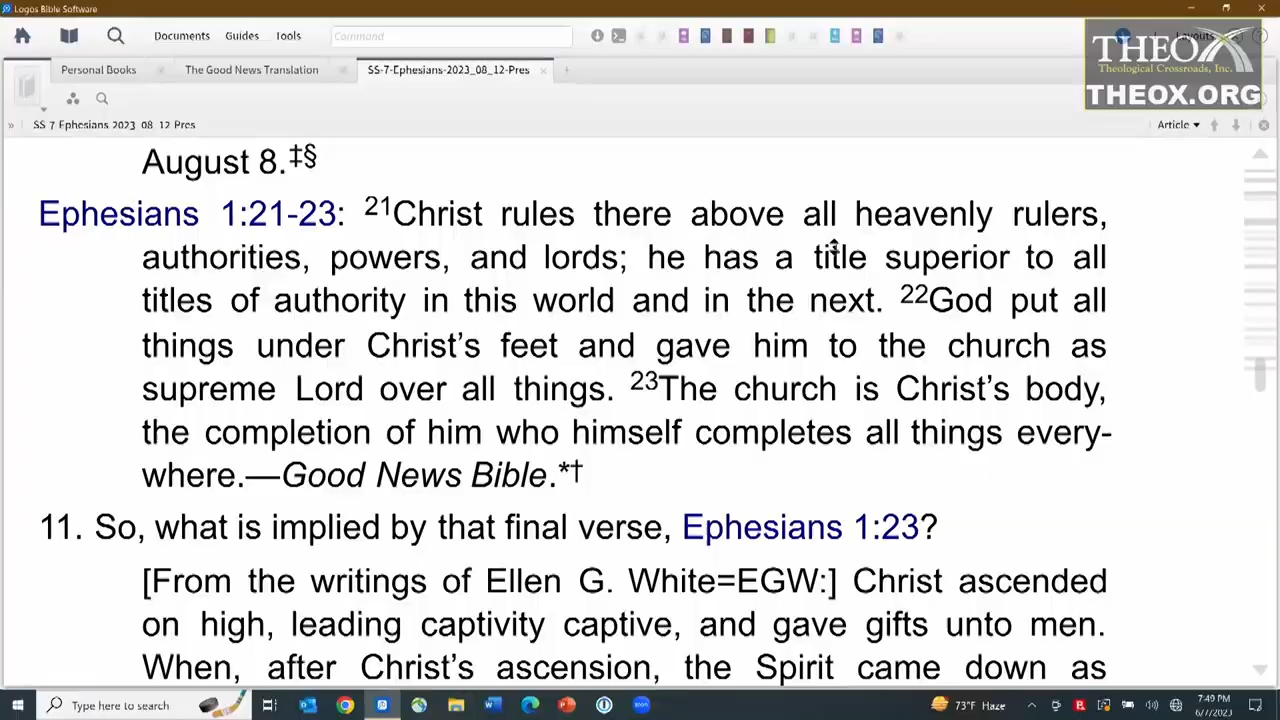 Logos Bible Software
Documents Guides Tools Command Layouts
THEOX
Theological Crossroads, Inc.
THEOX.ORG
Personal Books The Good News Translation SS-7-Ephesians-2023_08_12-Pres
» SS 7 Ephesians 2023 08 12 Pres Article
August 8.‡§
Ephesians 1:21-23: 21Christ rules there above all heavenly rulers,
authorities, powers, and lords; he has a title superior to all
titles of authority in this world and in the next. 22God put all
things under Christ’s feet and gave him to the church as
supreme Lord over all things. 23The church is Christ’s body,
the completion of him who himself completes all things every-
where.—Good News Bible.*†
11. So, what is implied by that final verse, Ephesians 1:23?
[From the writings of Ellen G. White=EGW:] Christ ascended
on high, leading captivity captive, and gave gifts unto men.
When, after Christ’s ascension, the Spirit came down as
Type here to search 73°F Haze 7:49 PM
6/7/2023